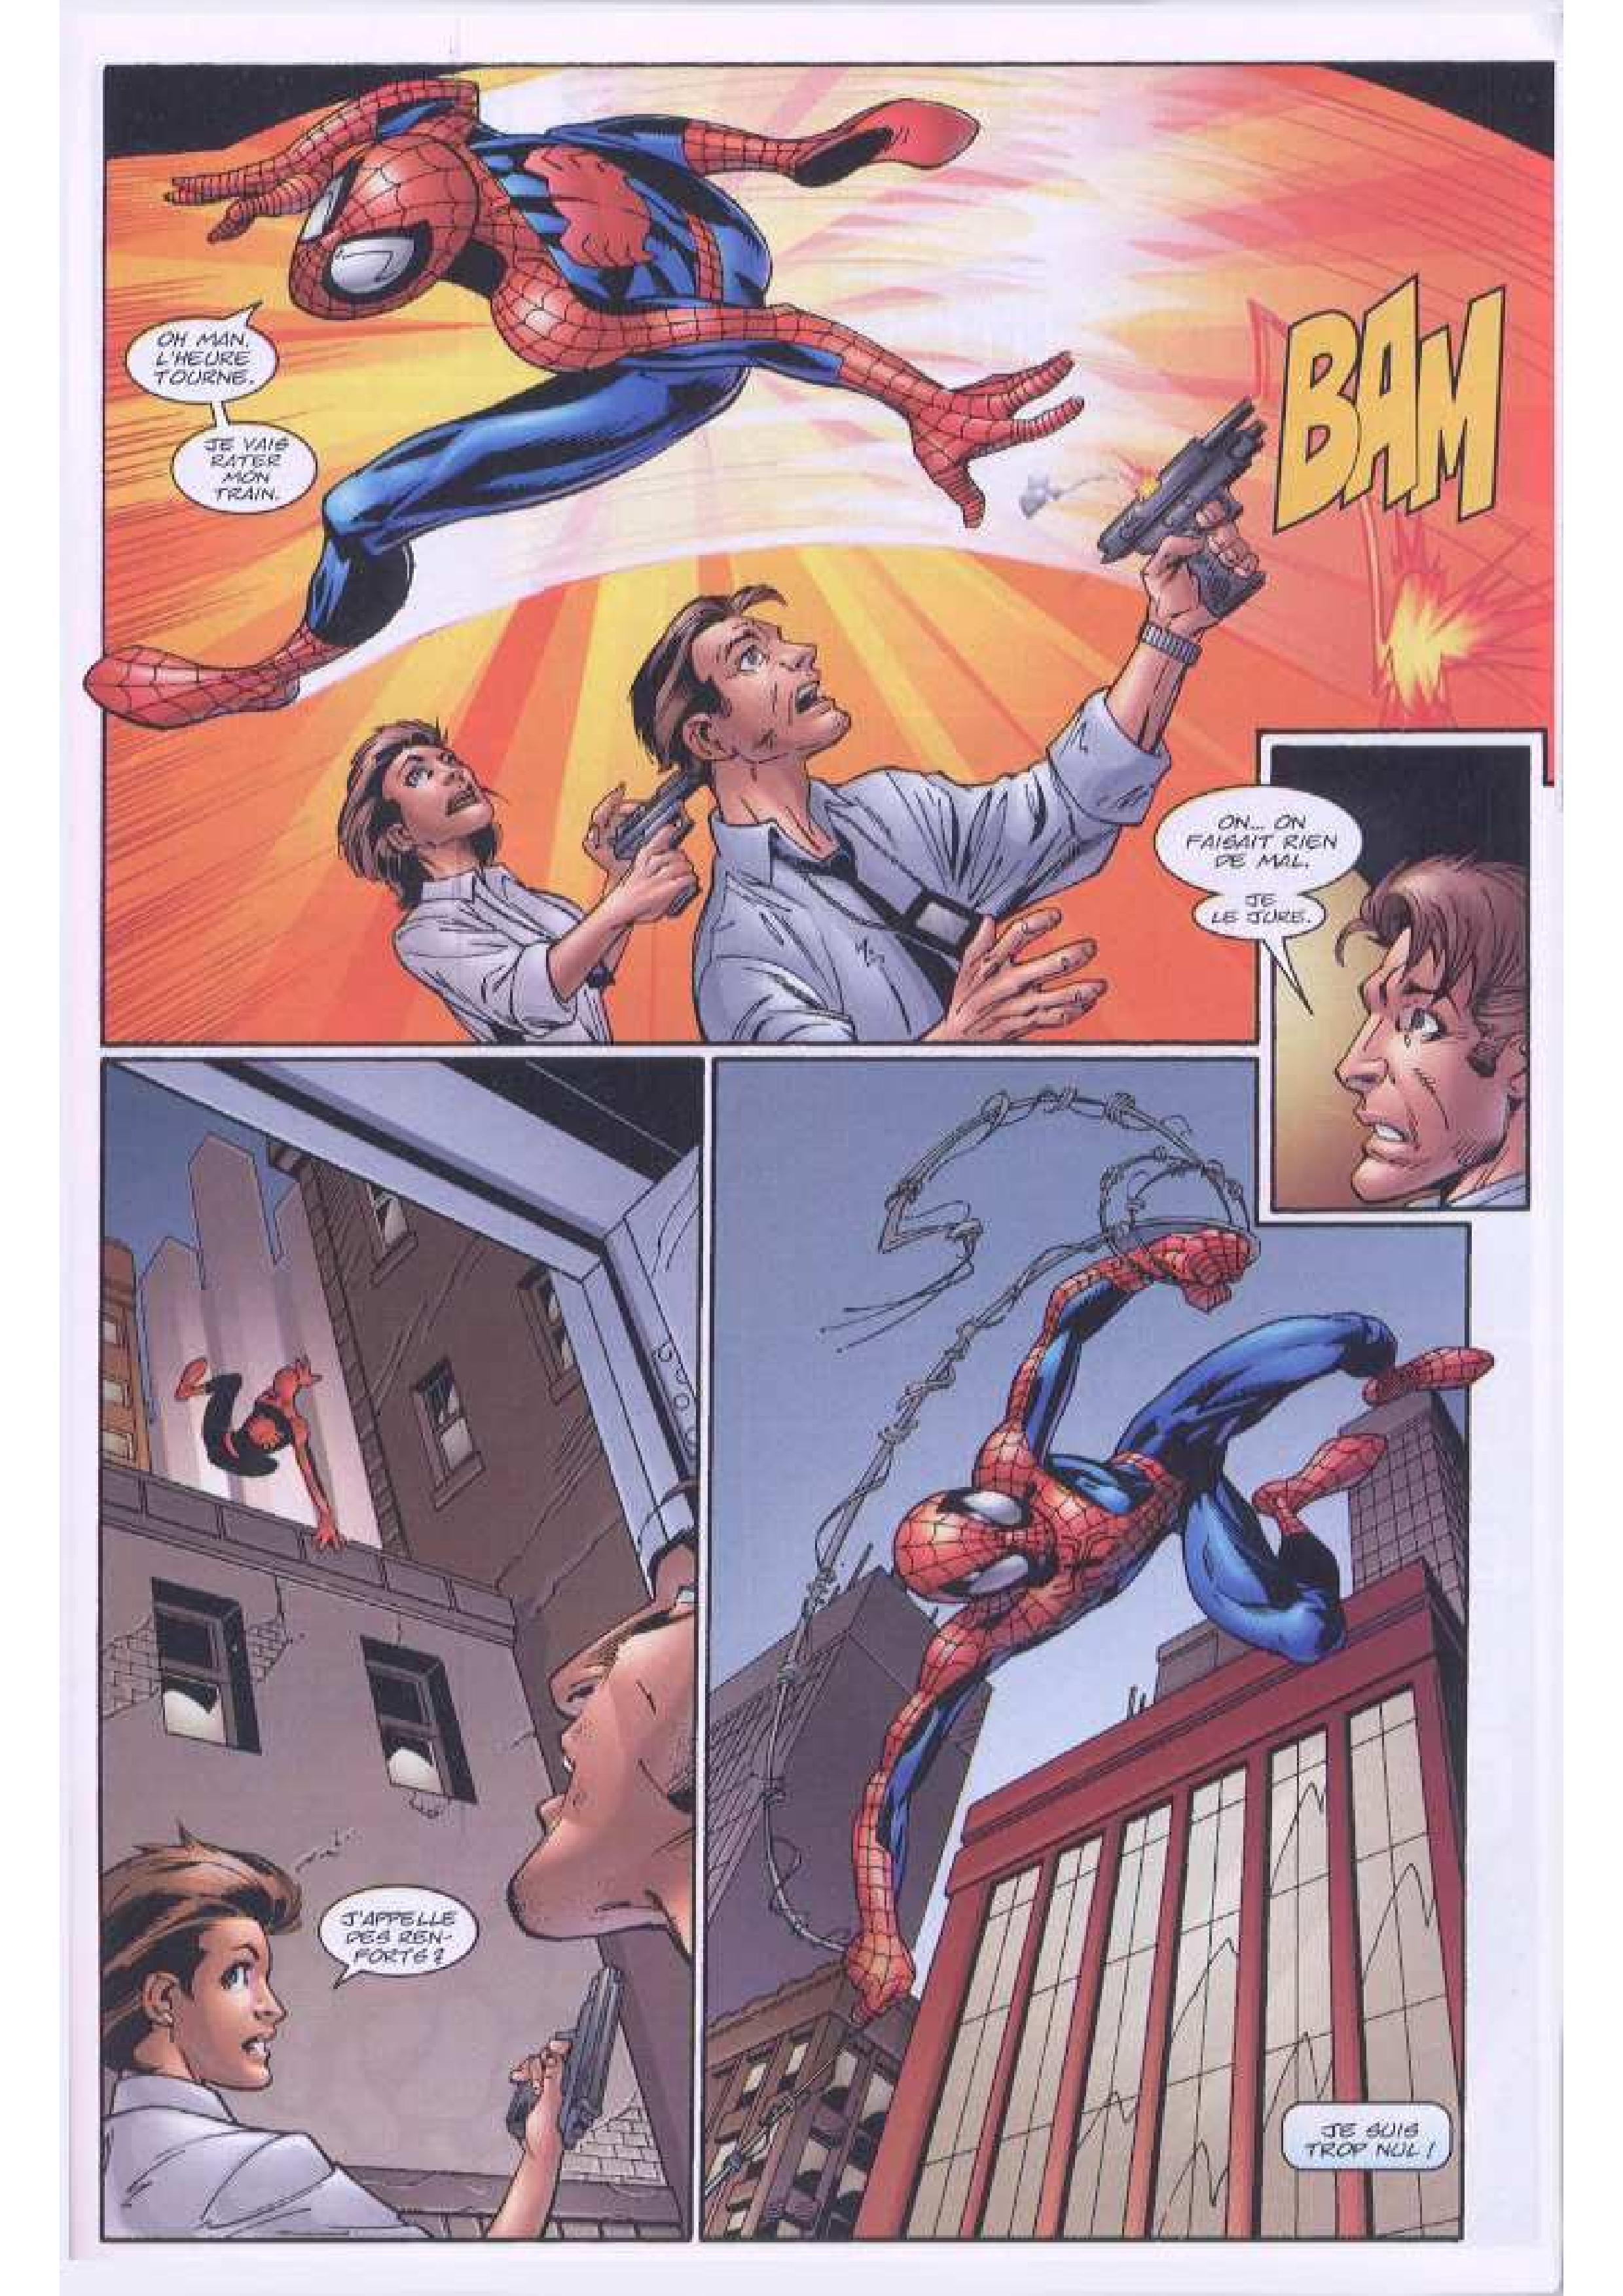 OH MAN.
L'HEURE
TOURNE.
JE VAIS
RATER
MON
TRAIN.
BAM
ON... ON
FAISAIT RIEN
DE MAL.
JE
LE JURE.
J'APPELLE
DES REN-
FORTS?
JE SUIS
TROP NUL!